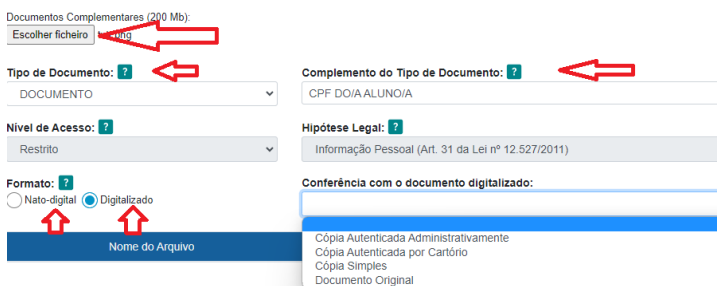 Documentos Complementares (200 Mb):
Escolher ficheiro
Tipo de Documento: ?
Complemento do Tipo de Documento: ?
DOCUMENTO
CPF DO/A ALUNO/A
Nível de Acesso: ?
Hipótese Legal: ?
Restrito
Informação Pessoal (Art. 31 da Lei nº 12.527/2011)
Formato: ?
Conferência com o documento digitalizado:
Nato-digital Digitalizado
Nome do Arquivo
Cópia Autenticada Administrativamente
Cópia Autenticada por Cartório
Cópia Simples
Documento Original